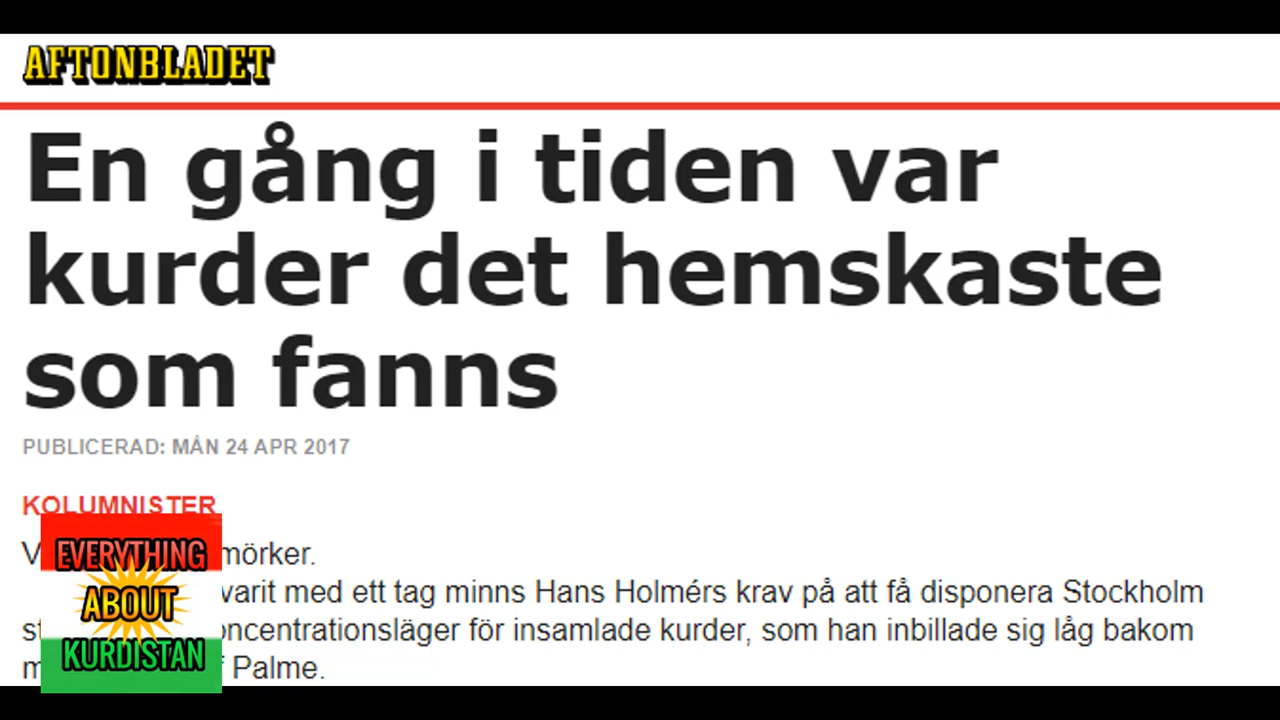 AFTONBLADET
En gång i tiden var
kurder det hemskaste
som fanns
PUBLICERAD: MÅN 24 APR 2017
KOLUMNISTER
mörker.
varit med ett tag minns Hans Holmérs krav på att få disponera Stockholm
för insamlade kurder, som han inbillade sig låg bakom
Palme.
EVERYTHING
ABOUT
KURDISTAN